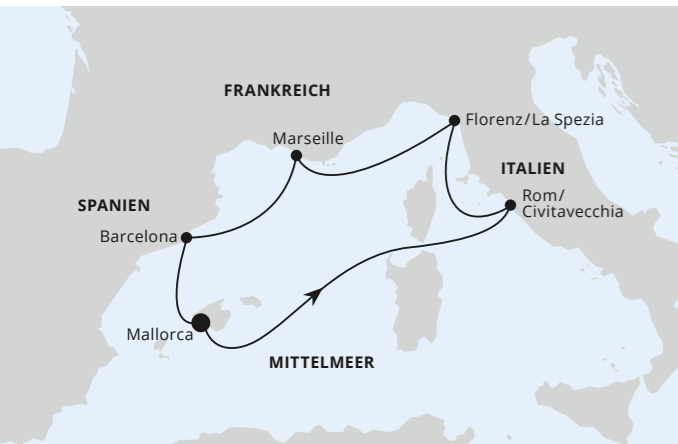 FRANKREICH
Florenz/La Spezia
Marseille
ITALIEN
Rom/
Civitavecchia
SPANIEN
Barcelona
Mallorca
MITTELMEER